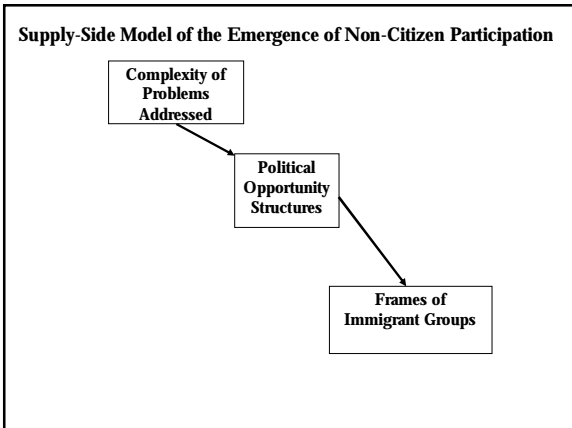 Supply-Side Model of the Emergence of Non-Citizen Participation
Complexity of
Problems
Addressed
Political
Opportunity
Structures
Frames of
Immigrant Groups